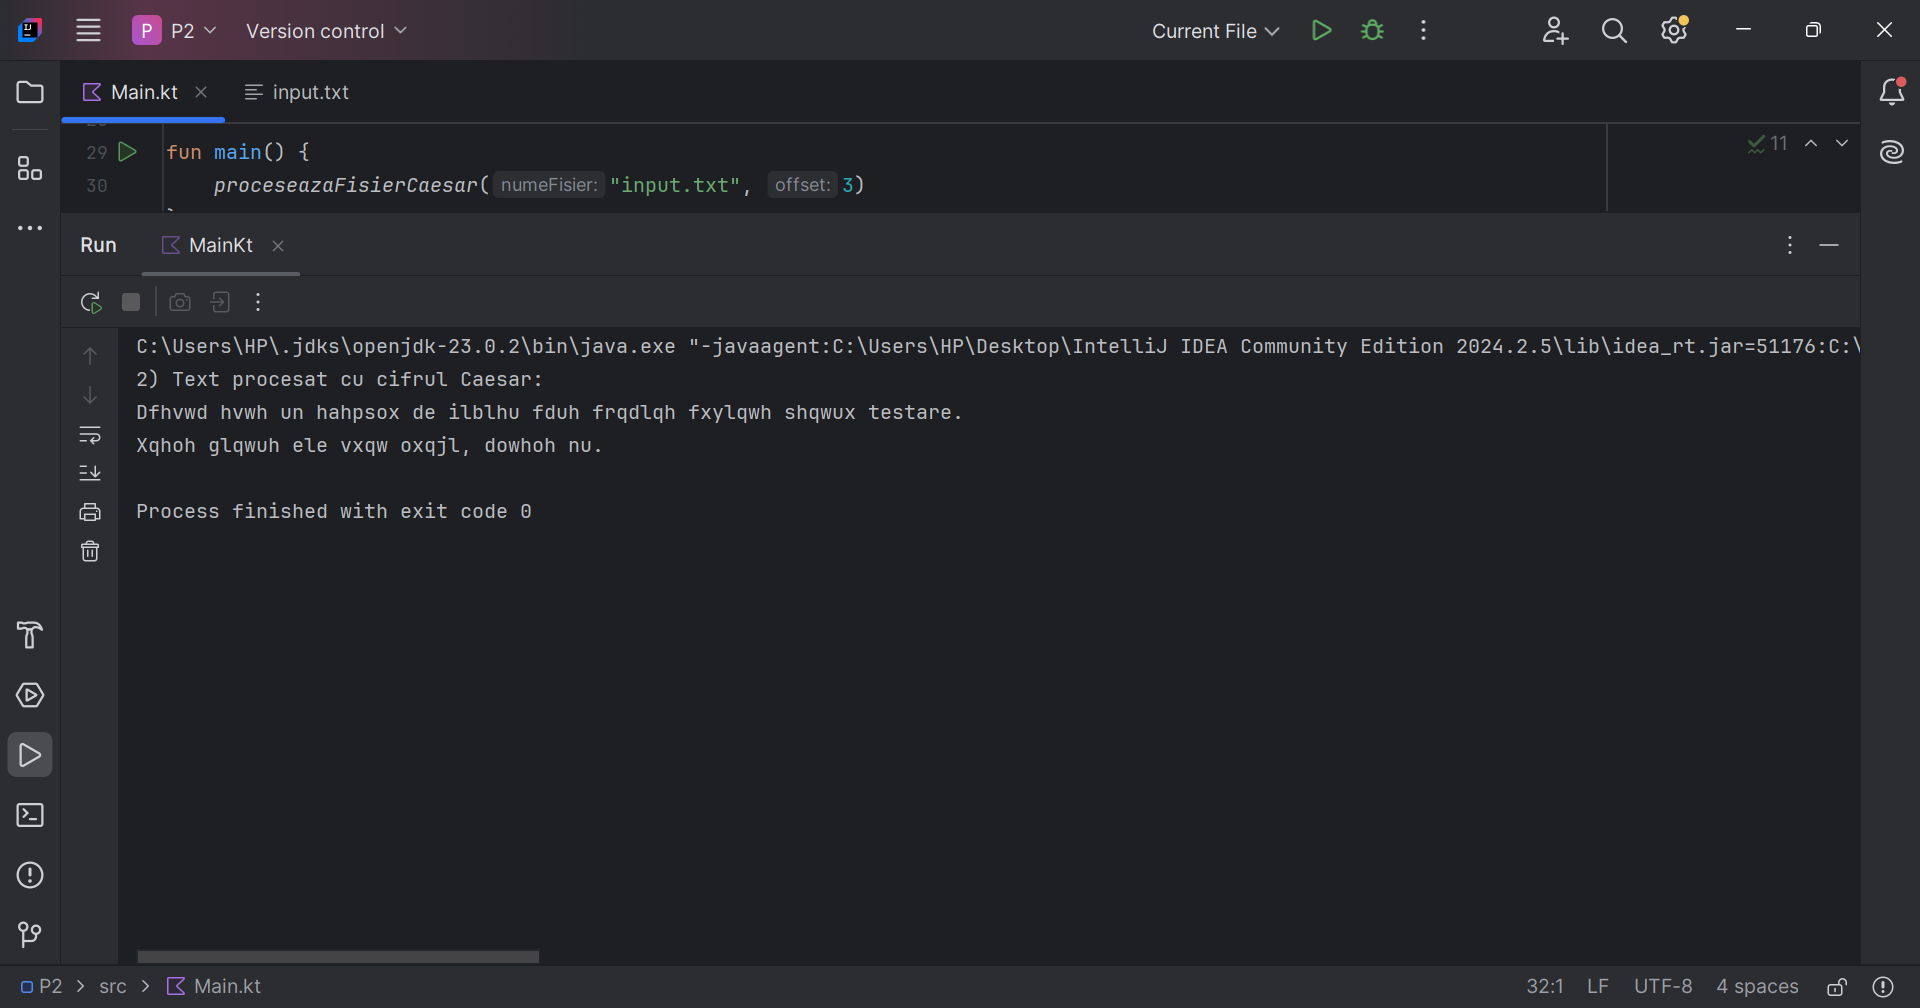 P P2 Version control Current File
Main.kt input.txt
29 fun main() { 11
30 proceseazaFisierCaesar( numeFisier: "input.txt", offset: 3)
Run MainKt
C:\Users\HP\.jdks\openjdk-23.0.2\bin\java.exe "-javaagent:C:\Users\HP\Desktop\IntelliJ IDEA Community Edition 2024.2.5\lib\idea_rt.jar=51176:C:\
2) Text procesat cu cifrul Caesar:
Dfhvwd hvwh un hahpsox de ilblhu fduh frqdlqh fxylqwh shqwux testare.
Xqhoh glqwuh ele vxqw oxqjl, dowhoh nu.
Process finished with exit code 0
P2 > src > Main.kt 32:1 LF UTF-8 4 spaces